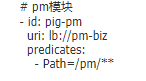 # pm模块
- id: pig-pm
uri: lb://pm-biz
predicates:
- Path=/pm/**